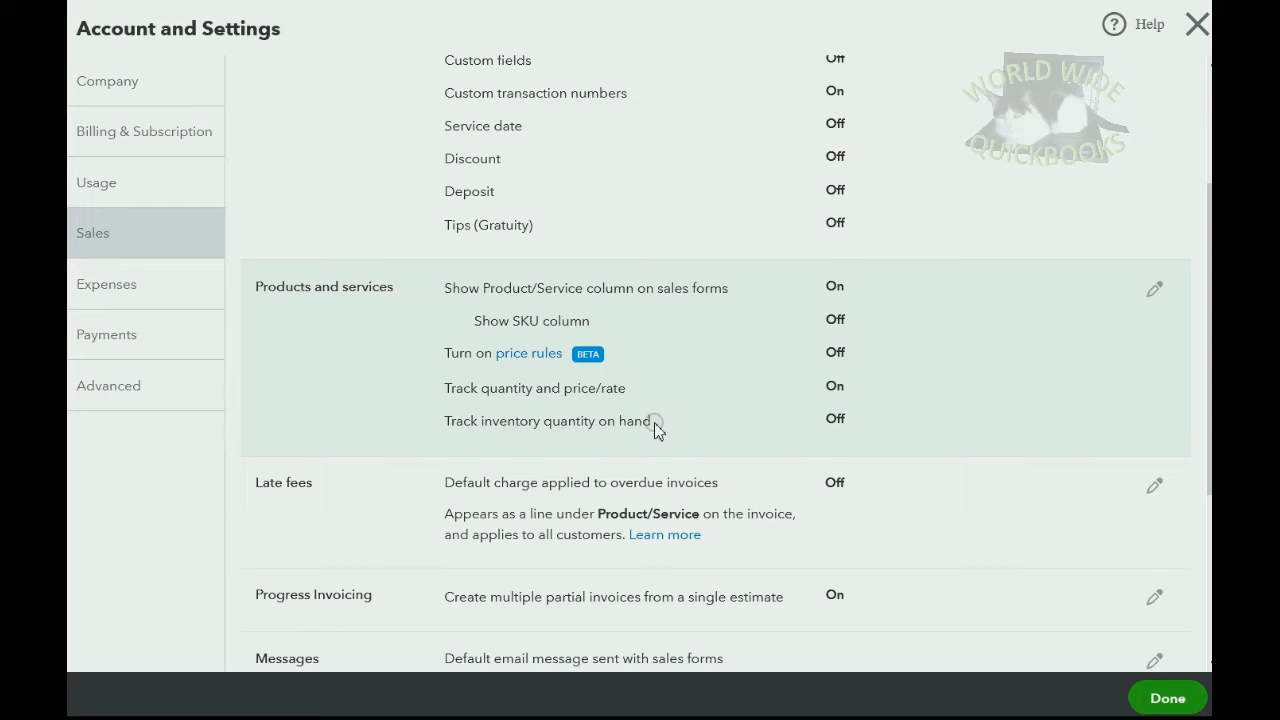 Account and Settings
? Help
WORLD WIDE
QUICKBOOKS
Company
Billing & Subscription
Usage
Sales
Expenses
Payments
Advanced
Custom fields Off
Custom transaction numbers On
Service date Off
Discount Off
Deposit Off
Tips (Gratuity) Off
Products and services Show Product/Service column on sales forms On
Show SKU column Off
Turn on price rules BETA Off
Track quantity and price/rate On
Track inventory quantity on hand Off
Late fees Default charge applied to overdue invoices Off
Appears as a line under Product/Service on the invoice,
and applies to all customers. Learn more
Progress Invoicing Create multiple partial invoices from a single estimate On
Messages Default email message sent with sales forms
Done